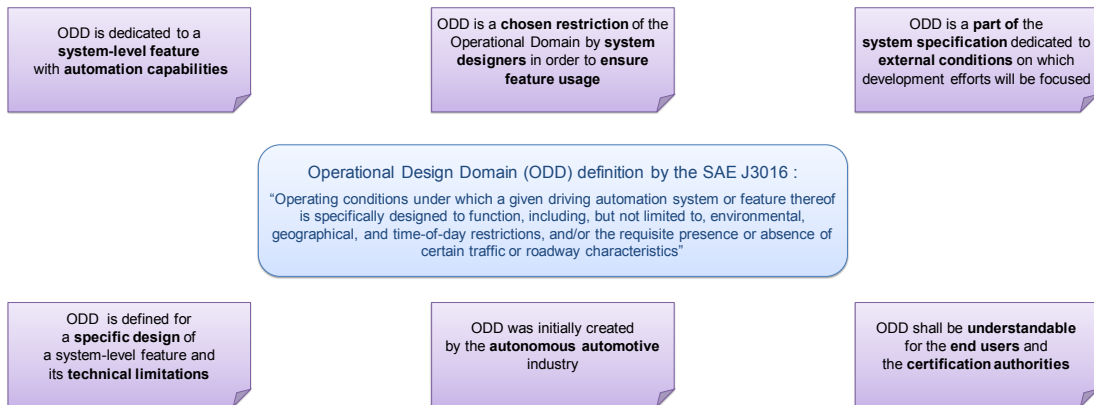 ODD is dedicated to a
system-level feature
with automation capabilities
ODD is a chosen restriction of the
Operational Domain by system
designers in order to ensure
feature usage
ODD is a part of the
system specification dedicated to
external conditions on which
development efforts will be focused
Operational Design Domain (ODD) definition by the SAE J3016 :
“Operating conditions under which a given driving automation system or feature thereof
is specifically designed to function, including, but not limited to, environmental,
geographical, and time-of-day restrictions, and/or the requisite presence or absence of
certain traffic or roadway characteristics”
ODD is defined for
a specific design of
a system-level feature and
its technical limitations
ODD was initially created
by the autonomous automotive
industry
ODD shall be understandable
for the end users and
the certification authorities